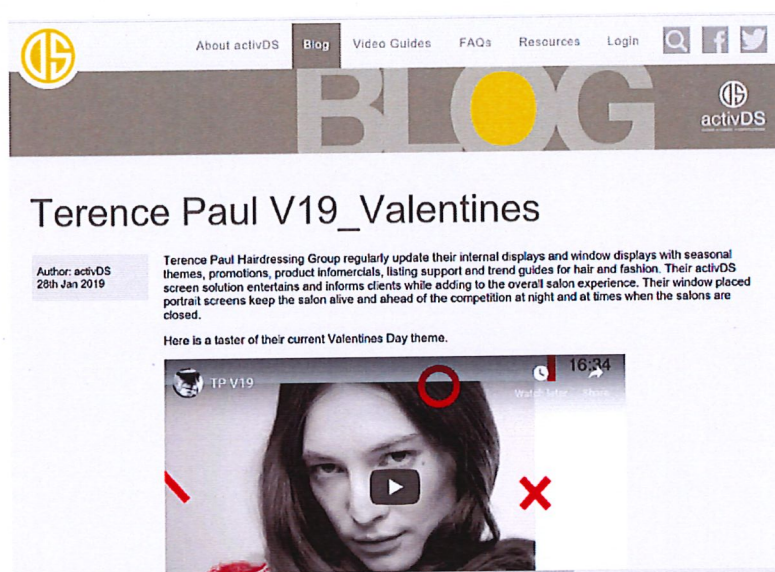 DS
About activDS Blog Video Guides FAQs Resources Login
BLOG
DS
activDS
Terence Paul V19_Valentines
Author: activDS
28th Jan 2019
Terence Paul Hairdressing Group regularly update their internal displays and window displays with seasonal
themes, promotions, product infomercials, listing support and trend guides for hair and fashion. Their activDS
screen solution entertains and informs clients while adding to the overall salon experience. Their window placed
portrait screens keep the salon alive and ahead of the competition at night and at times when the salons are
closed.
Here is a taster of their current Valentines Day theme.
TP V19
16:34
Watch later Share